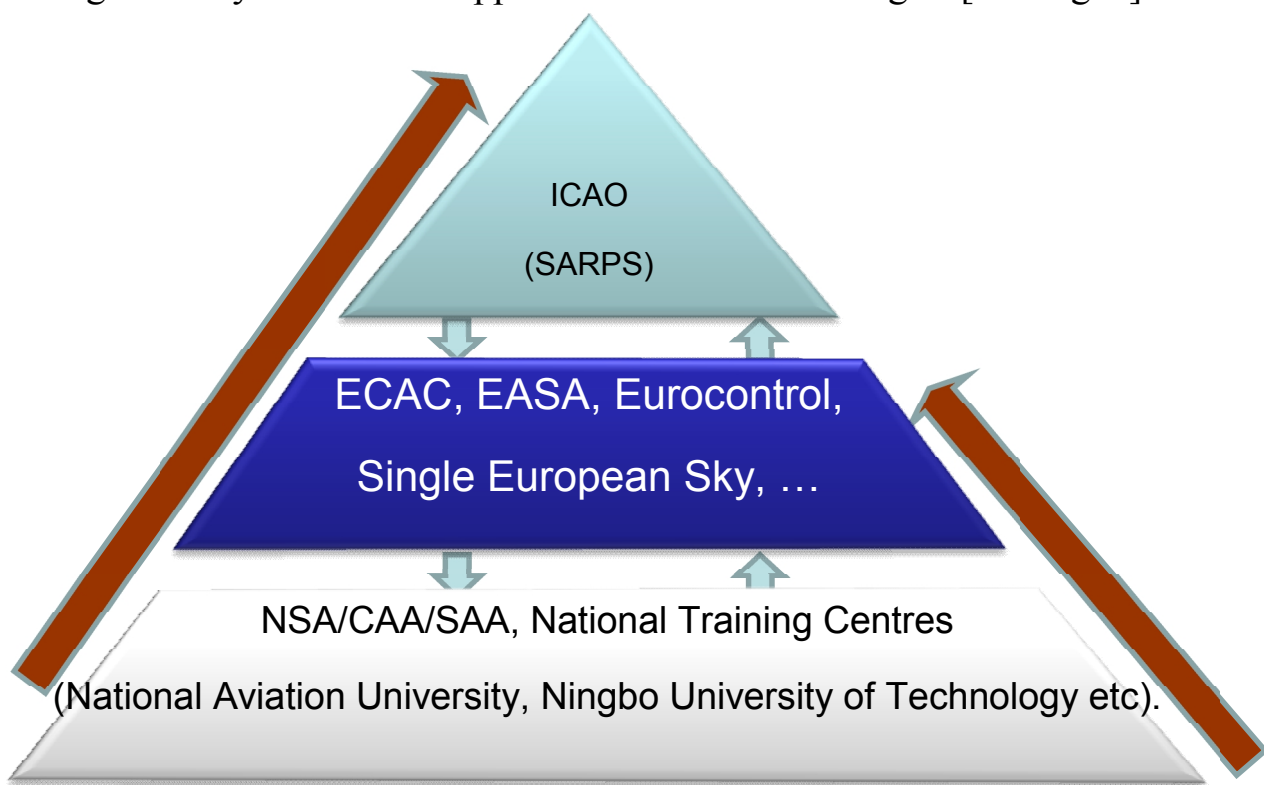 ICAO
(SARPS)
ECAC, EASA, Eurocontrol,
Single European Sky, …
NSA/CAA/SAA, National Training Centres
(National Aviation University, Ningbo University of Technology etc).